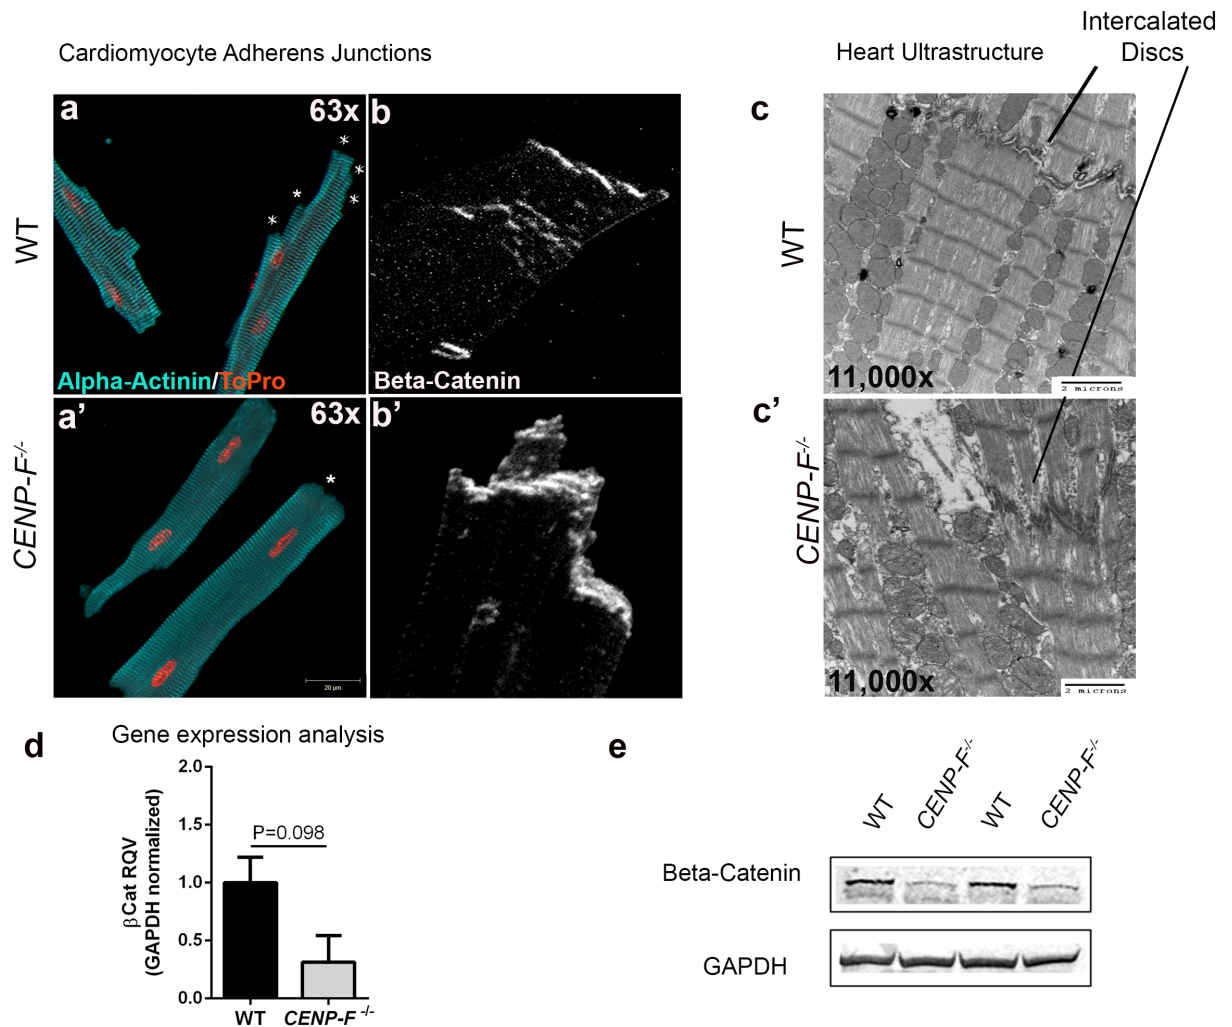 Intercalated
Discs
Cardiomyocyte Adherens Junctions
Heart Ultrastructure
a
63x
b
c
WT
*
*
*
*
*
Alpha-Actinin/ToPro
Beta-Catenin
WT
11,000x
2 microns
a'
63x
b'
c'
CENP-F-/-
*
20 µm
CENP-F-/-
11,000x
2 microns
d
Gene expression analysis
βCat RQV
(GAPDH normalized)
2.0
1.5
1.0
0.5
0.0
P=0.098
WT
CENP-F -/-
e
WT
CENP-F-/-
WT
CENP-F-/-
Beta-Catenin
GAPDH